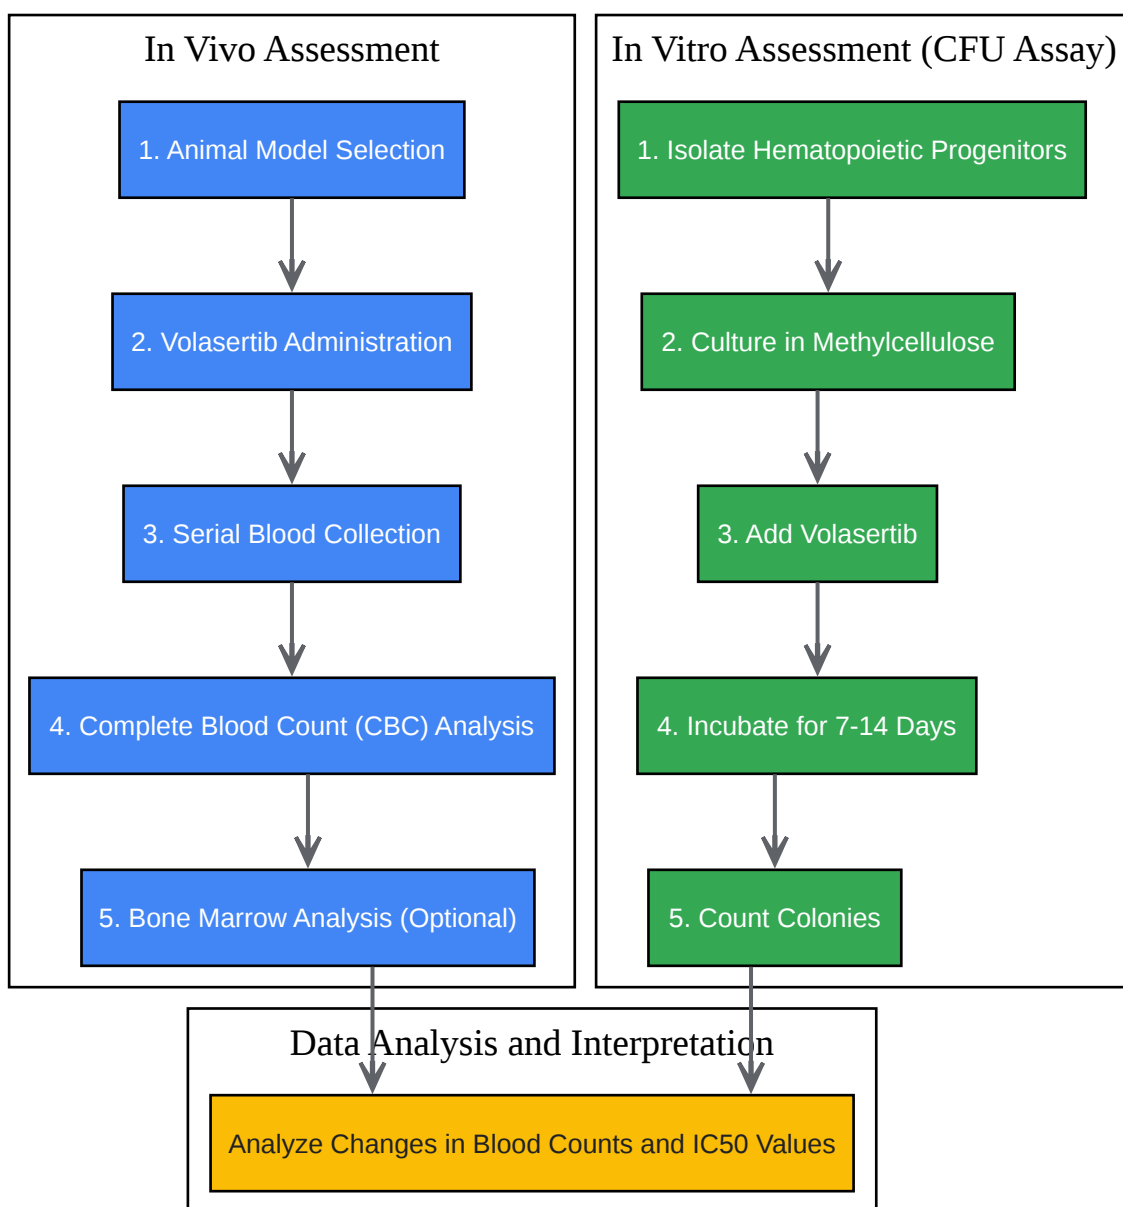 In Vivo Assessment
1. Animal Model Selection
2. Volasertib Administration
3. Serial Blood Collection
4. Complete Blood Count (CBC) Analysis
5. Bone Marrow Analysis (Optional)
In Vitro Assessment (CFU Assay)
1. Isolate Hematopoietic Progenitors
2. Culture in Methylcellulose
3. Add Volasertib
4. Incubate for 7-14 Days
5. Count Colonies
Data Analysis and Interpretation
Analyze Changes in Blood Counts and IC50 Values